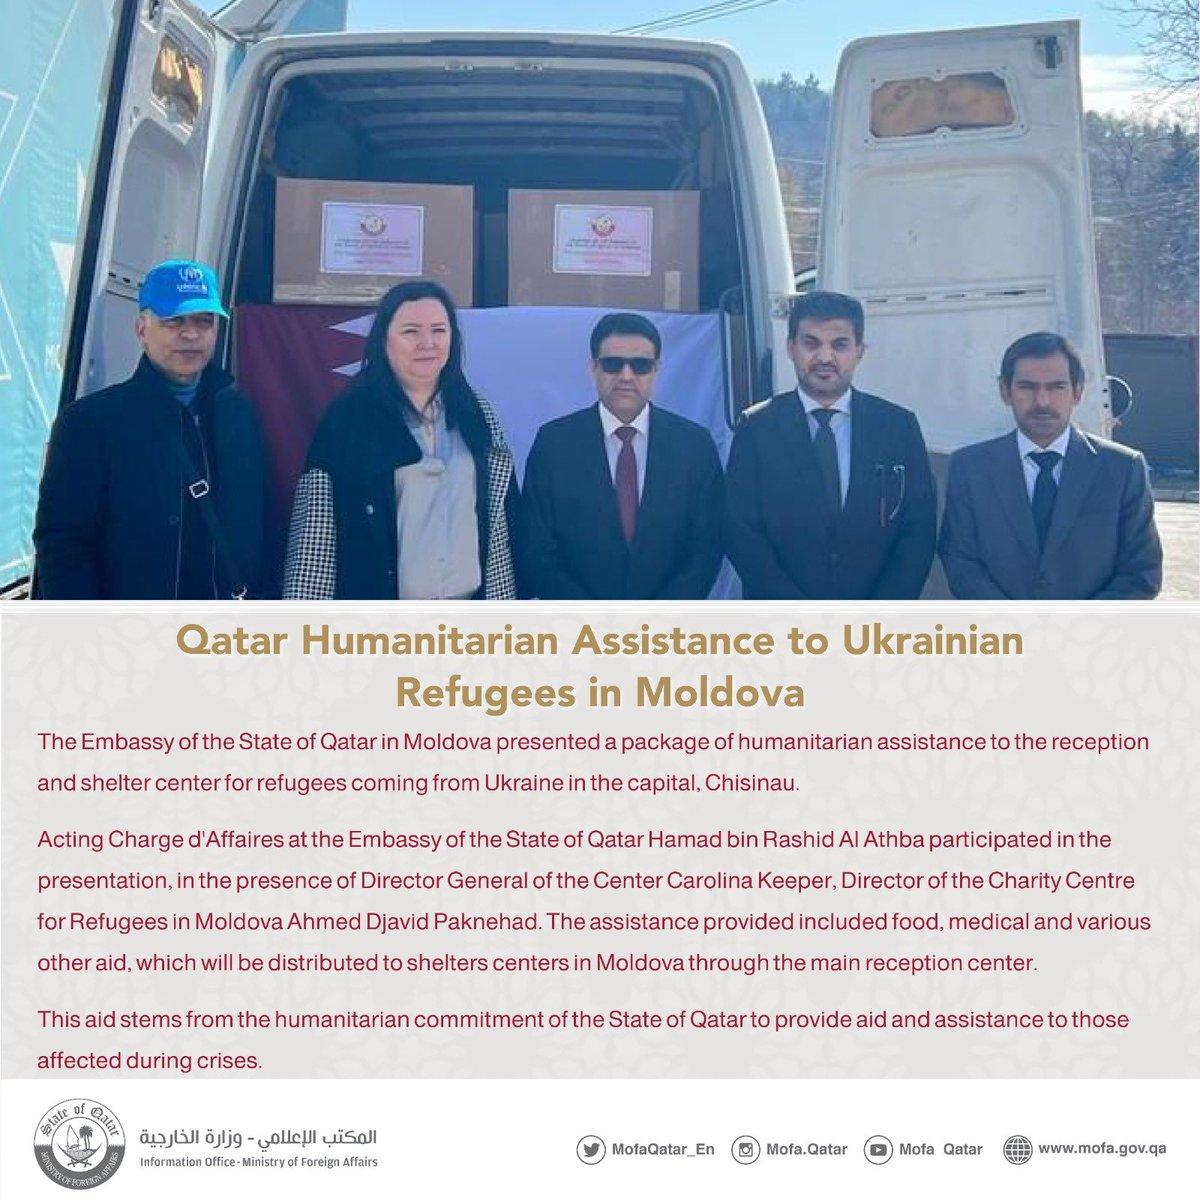 Qatar Humanitarian Assistance to Ukrainian
Refugees in Moldova
The Embassy of the State of Qatar in Moldova presented a package of humanitarian assistance to the reception
and shelter center for refugees coming from Ukraine in the capital, Chisinau.
Acting Charge d'Affaires at the Embassy of the State of Qatar Hamad bin Rashid Al Athba participated in the
presentation, in the presence of Director General of the Center Carolina Keeper, Director of the Charity Centre
for Refugees in Moldova Ahmed Djavid Paknehad. The assistance provided included food, medical and various
other aid, which will be distributed to shelters centers in Moldova through the main reception center.
This aid stems from the humanitarian commitment of the State of Qatar to provide aid and assistance to those
affected during crises.
State of Qatar
MINISTRY OF FOREIGN AFFAIRS
المكتب الإعلامي - وزارة الخارجية
Information Office - Ministry of Foreign Affairs
MofaQatar_En
Mofa.Qatar
Mofa Qatar
www.mofa.gov.qa